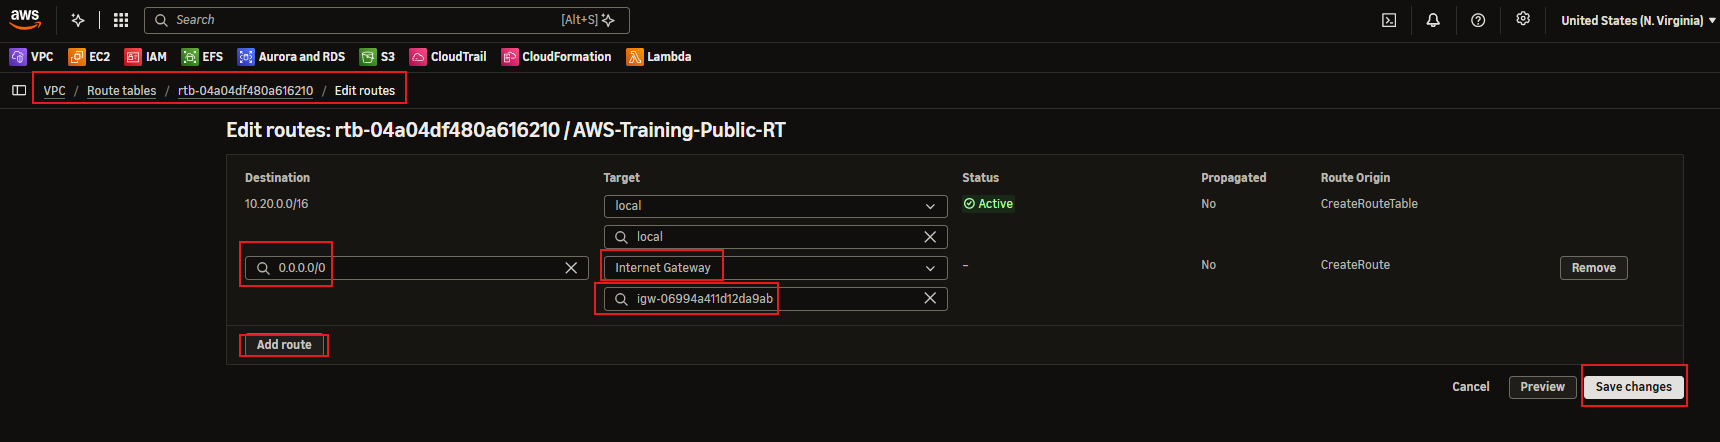 aws
Search [Alt+S]
United States (N. Virginia)
VPC EC2 IAM EFS Aurora and RDS S3 CloudTrail CloudFormation Lambda
VPC / Route tables / rtb-04a04df480a616210 / Edit routes
Edit routes: rtb-04a04df480a616210 / AWS-Training-Public-RT
Destination Target Status Propagated Route Origin
10.20.0.0/16 local Active No CreateRouteTable
local
0.0.0.0/0 Internet Gateway – No CreateRoute Remove
igw-06994a411d12da9ab
Add route
Cancel Preview Save changes